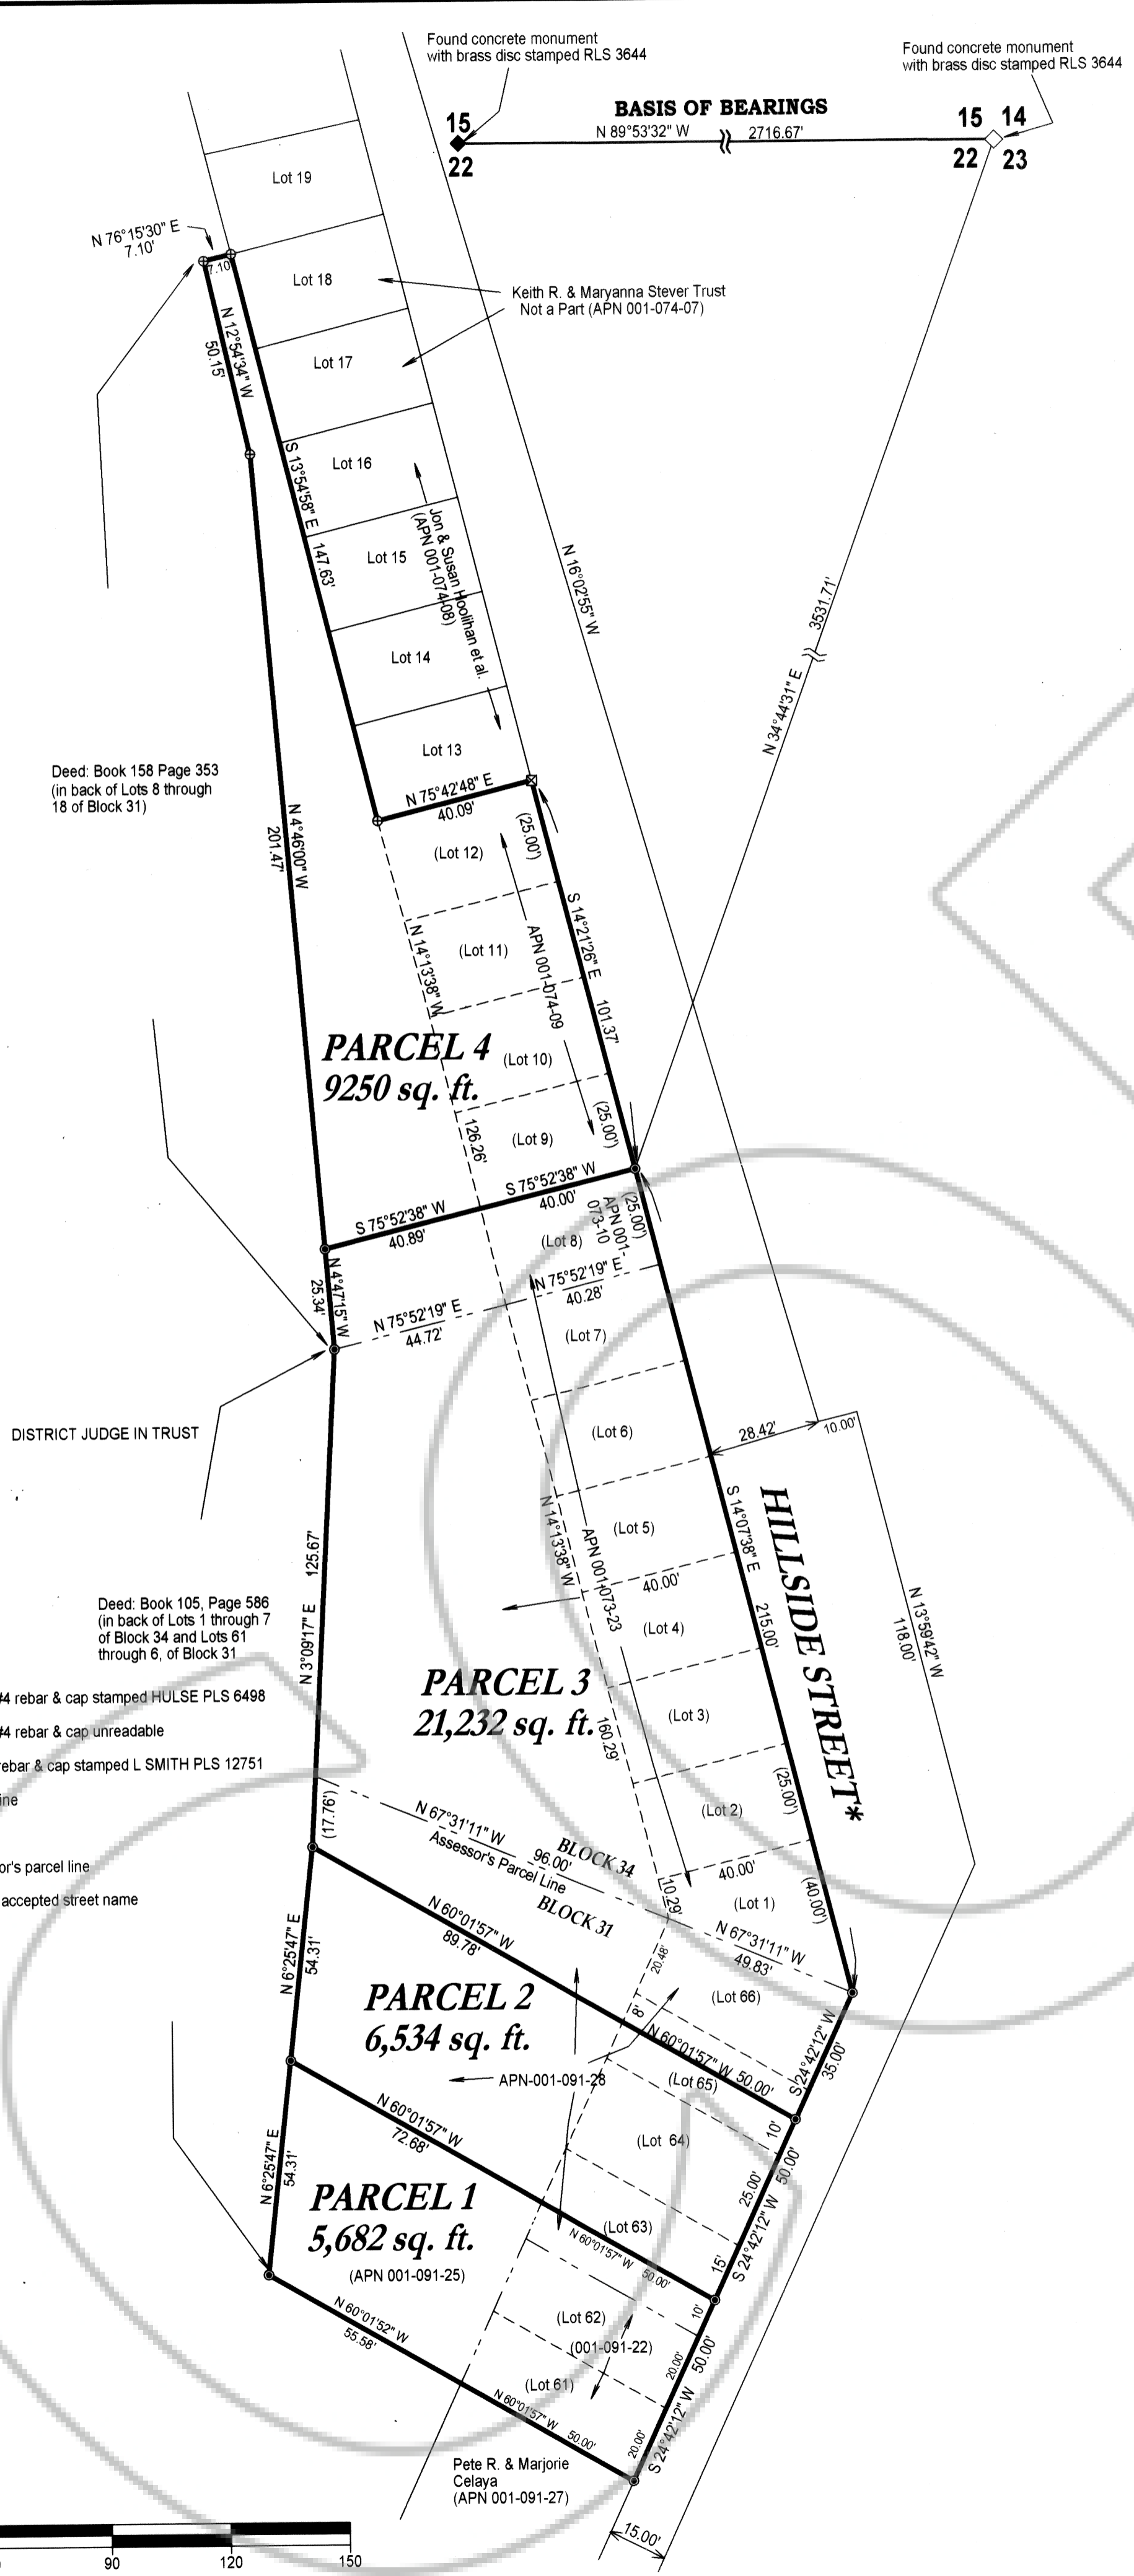 Found concrete monument
with brass disc stamped RLS 3644
Found concrete monument
with brass disc stamped RLS 3644
BASIS OF BEARINGS
N 89°53'32" W 2716.67'
15
22
15 14
22 23
Lot 19
N 76°15'30" E
7.10'
7.10'
Lot 18
Keith R. & Maryanna Stever Trust
Not a Part (APN 001-074-07)
N 12°54'34" W
50.15'
Lot 17
Lot 16
S 13°54'58" E 147.63'
Jon & Susan Hoolihan et al.
(APN 001-074-08)
Lot 15
N 16°02'55" W
3531.71'
N 34°44'31" E
Lot 14
Lot 13
Deed: Book 158 Page 353
(in back of Lots 8 through
18 of Block 31)
N 75°42'48" E
40.09'
(25.00')
N 4°46'00" W
201.47'
(Lot 12)
S 14°21'26" E 101.37'
(Lot 11)
N 14°13'38" W
APN 001-074-09
PARCEL 4
9250 sq. ft.
(Lot 10)
126.26'
(Lot 9)
(25.00')
S 75°52'38" W
40.89'
S 75°52'38" W
40.00'
(25.00')
APN 001-
073-10
(Lot 8)
N 4°47'15" W
25.34'
N 75°52'19" E
40.28'
N 75°52'19" E
44.72'
(Lot 7)
DISTRICT JUDGE IN TRUST
(Lot 6)
28.42'
10.00'
(Lot 5)
N 14°13'38" W
APN 001-073-23
S 14°07'38" E 215.00'
HILLSIDE STREET*
N 13°59'42" W
118.00'
40.00'
(Lot 4)
N 3°09'17" E 125.67'
Deed: Book 105, Page 586
(in back of Lots 1 through 7
of Block 34 and Lots 61
through 6, of Block 31
PARCEL 3
21,232 sq. ft.
160.29'
(Lot 3)
#4 rebar & cap stamped HULSE PLS 6498
#4 rebar & cap unreadable
rebar & cap stamped L SMITH PLS 12751
ine
(25.00')
(Lot 2)
(17.76')
N 67°31'11" W
96.00'
Assessor's Parcel Line
BLOCK 34
BLOCK 31
or's parcel line
accepted street name
40.00'
10.29'
(Lot 1)
(40.00')
N 67°31'11" W
49.83'
N 60°01'57" W
89.78'
20.48'
N 6°25'47" E
54.31'
PARCEL 2
6,534 sq. ft.
(Lot 66)
S 24°42'12" W
35.00'
N 60°01'57" W 50.00'
APN-001-091-28
(Lot 65)
N 60°01'57" W
72.68'
(Lot 64)
10'
25.00'
15'
S 24°42'12" W 50.00'
N 6°25'47" E
54.31'
PARCEL 1
5,682 sq. ft.
(APN 001-091-25)
(Lot 63)
N 60°01'57" W 50.00'
10'
(Lot 62)
(001-091-22)
20.00'
(Lot 61)
N 60°01'52" W
55.58'
N 60°01'57" W 50.00'
20.00'
S 24°42'12" W 50.00'
Pete R. & Marjorie
Celaya
(APN 001-091-27)
15.00'
90 120 150